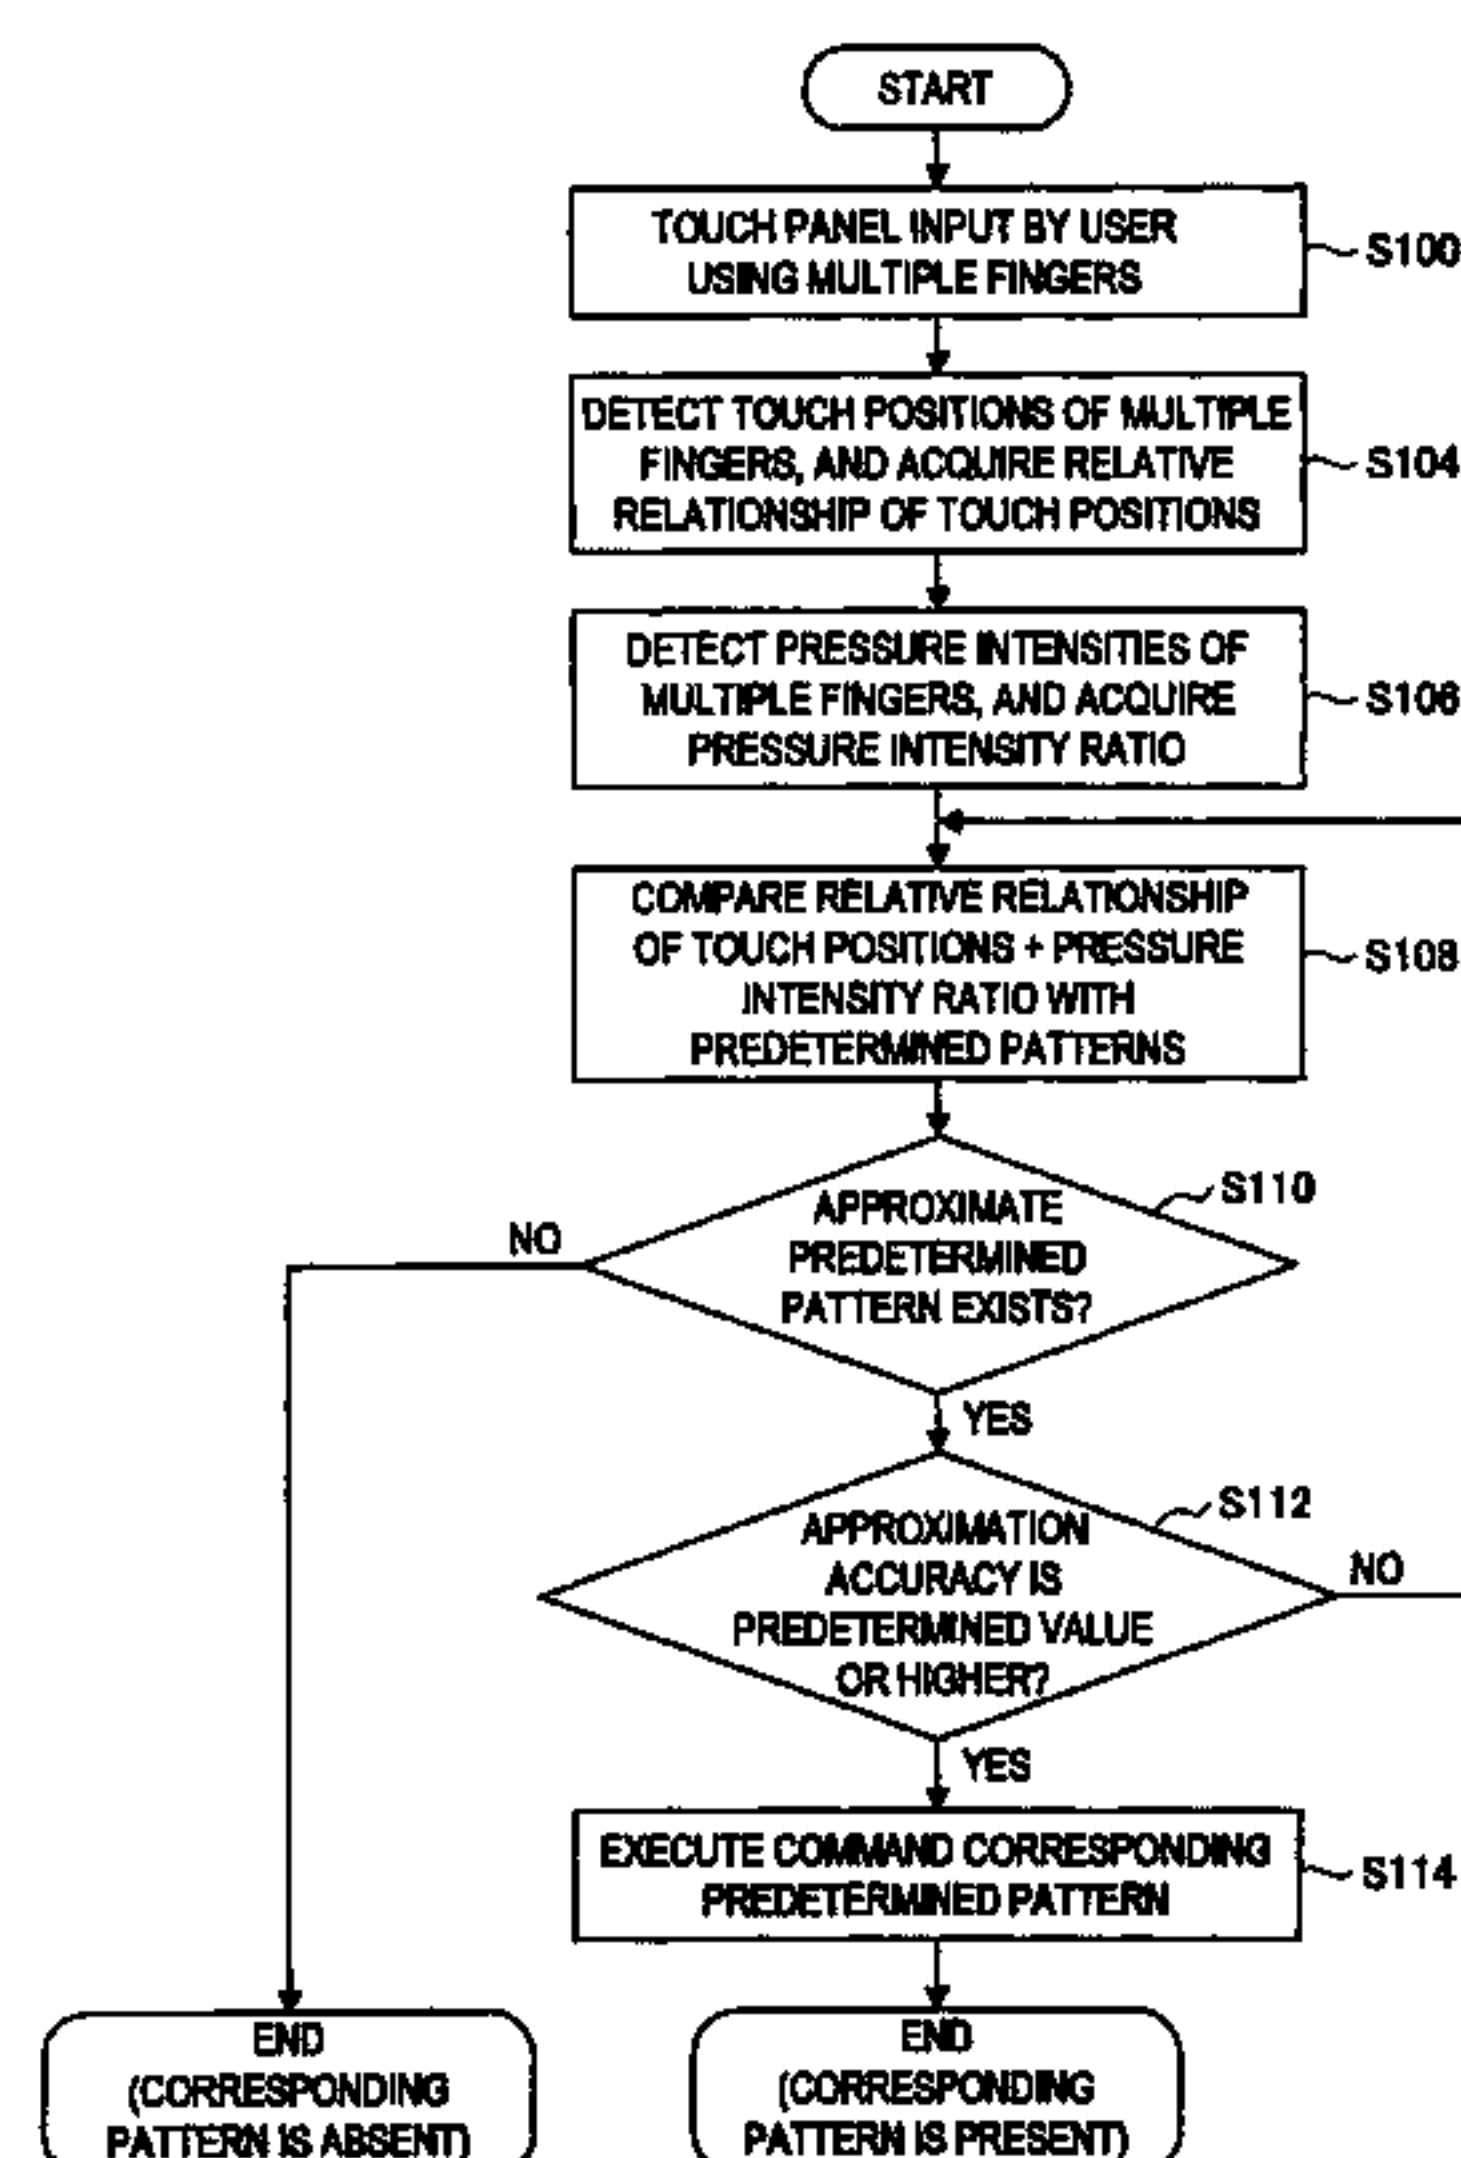 START
TOUCH PANEL INPUT BY USER
USING MULTIPLE FINGERS
S100
DETECT TOUCH POSITIONS OF MULTIPLE
FINGERS, AND ACQUIRE RELATIVE
RELATIONSHIP OF TOUCH POSITIONS
S104
DETECT PRESSURE INTENSITIES OF
MULTIPLE FINGERS, AND ACQUIRE
PRESSURE INTENSITY RATIO
S106
COMPARE RELATIVE RELATIONSHIP
OF TOUCH POSITIONS + PRESSURE
INTENSITY RATIO WITH
PREDETERMINED PATTERNS
S108
APPROXIMATE
PREDETERMINED
PATTERN EXISTS?
S110
NO
YES
APPROXIMATION
ACCURACY IS
PREDETERMINED VALUE
OR HIGHER?
S112
NO
YES
EXECUTE COMMAND CORRESPONDING
PREDETERMINED PATTERN
S114
END
(CORRESPONDING
PATTERN IS ABSENT)
END
(CORRESPONDING
PATTERN IS PRESENT)